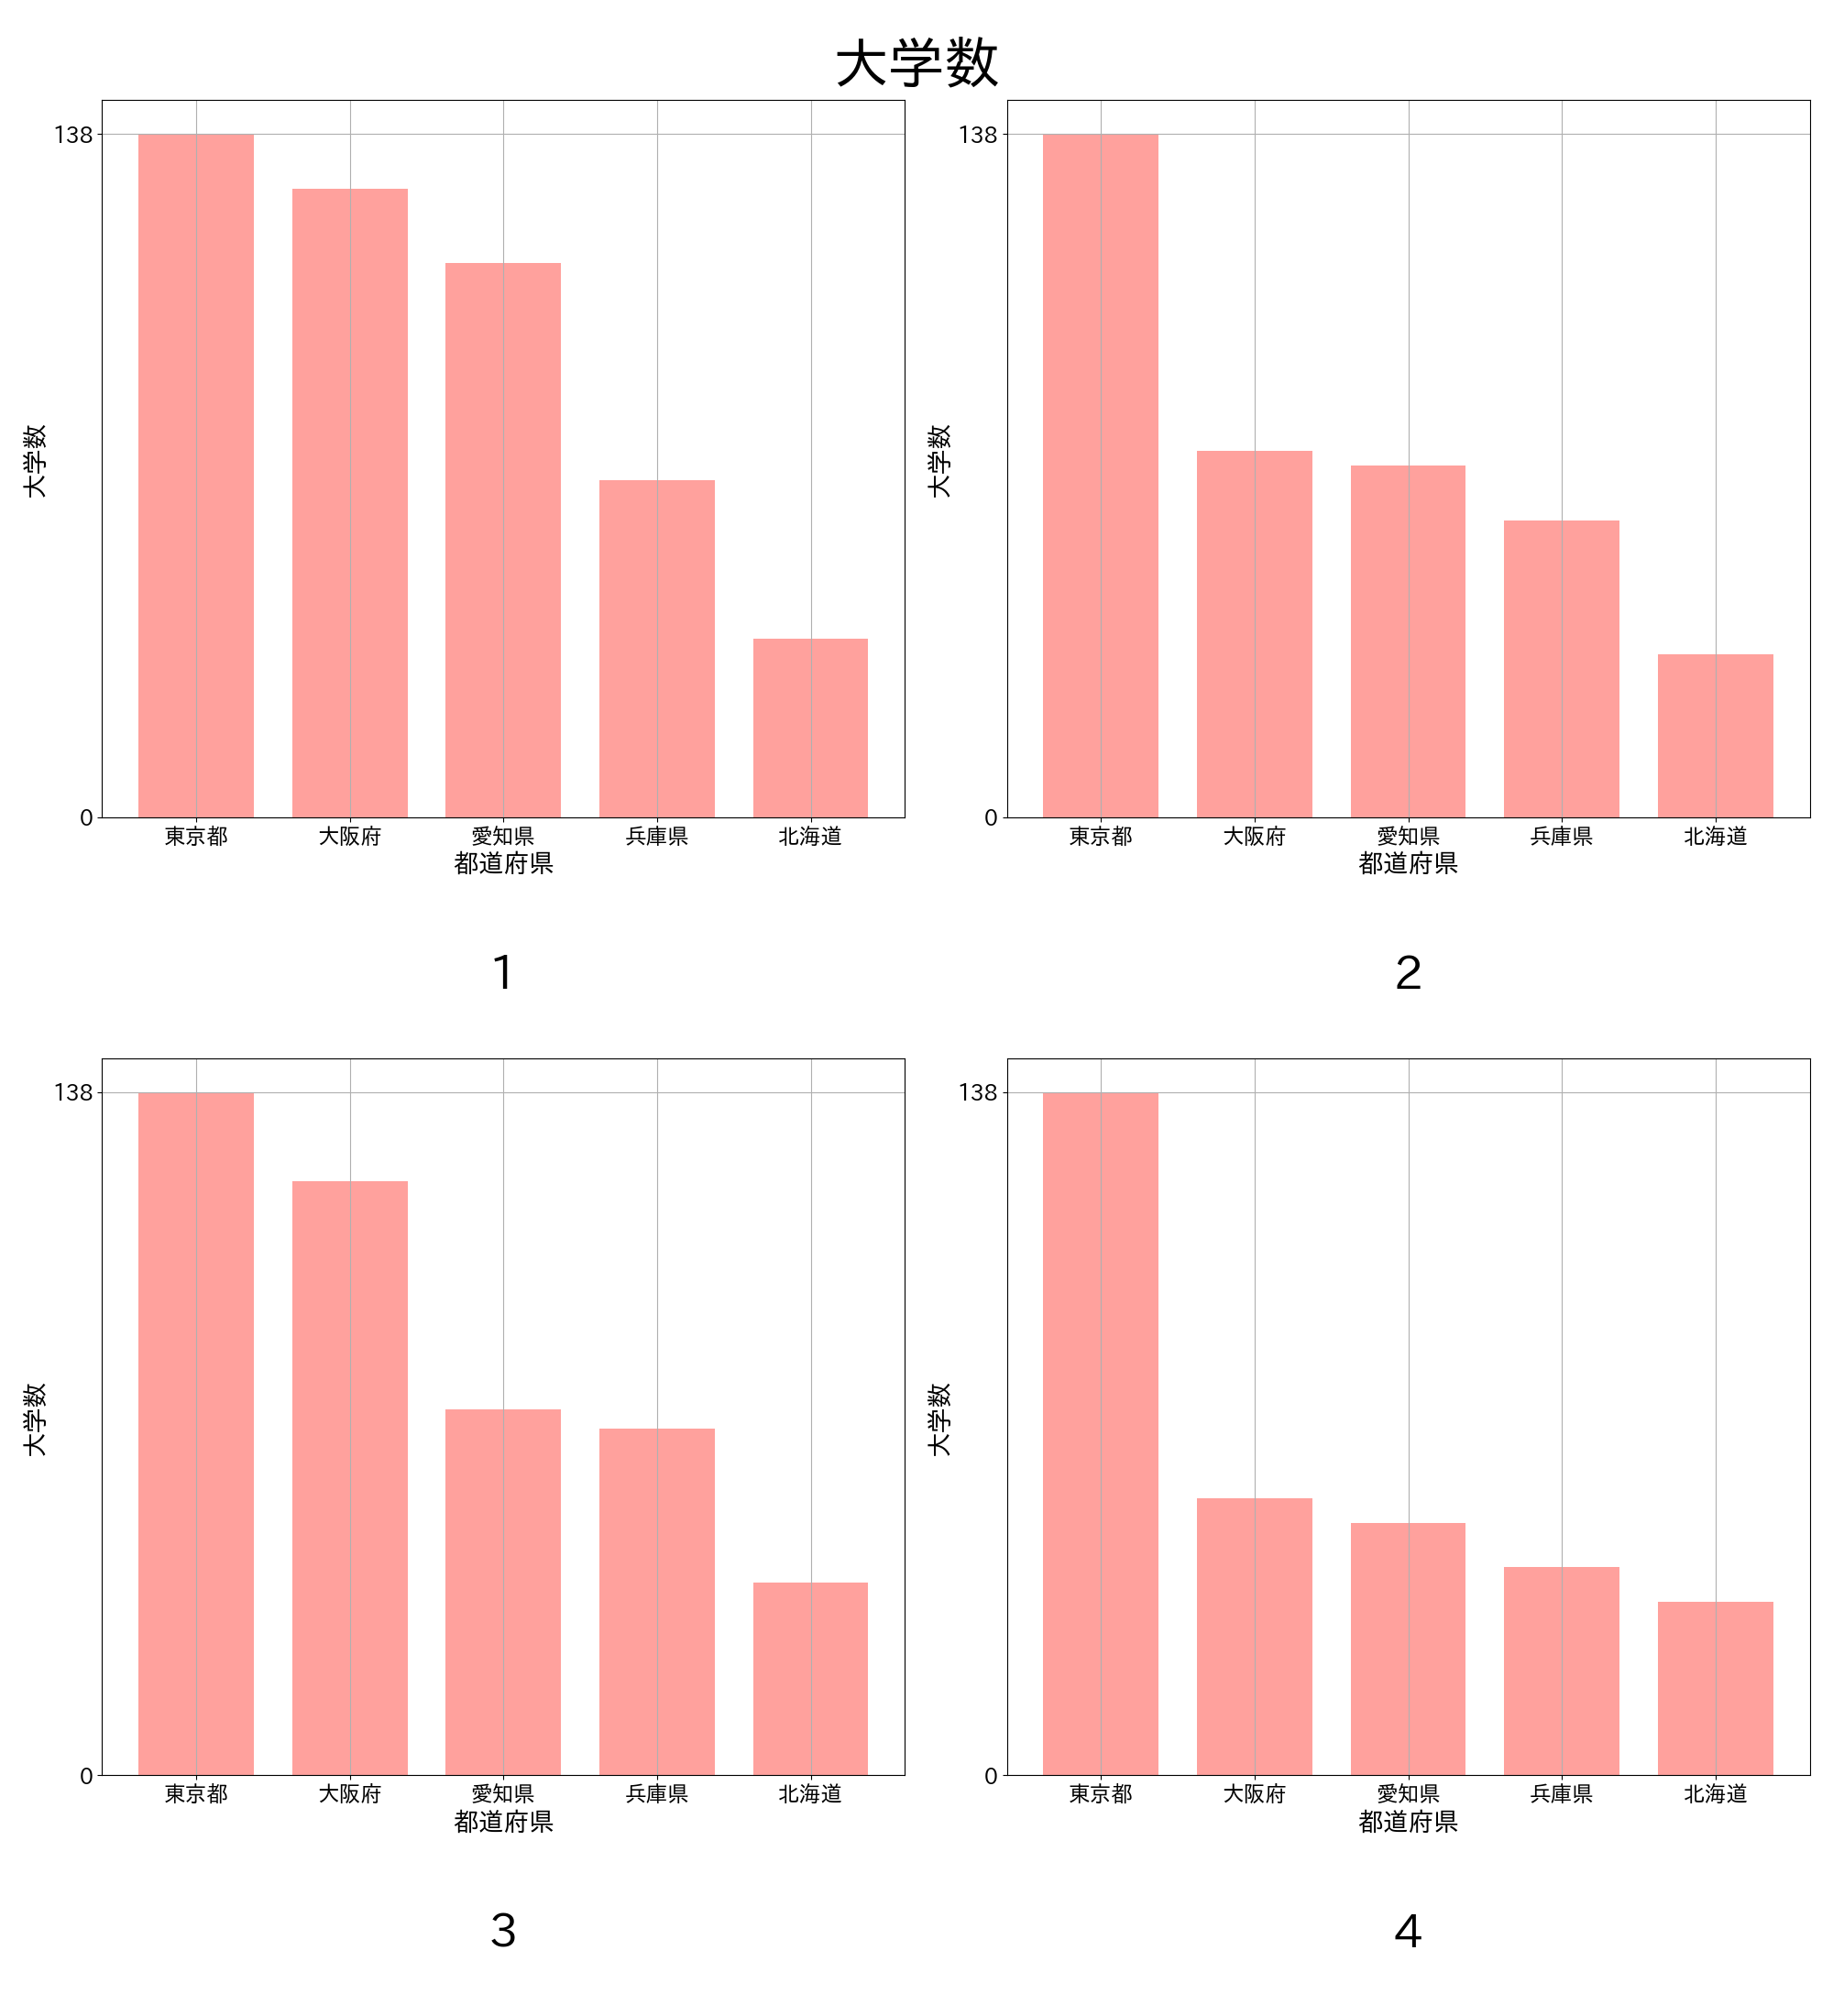 大学数
138
0
大学数
東京都 大阪府 愛知県 兵庫県 北海道
都道府県
1
138
0
大学数
東京都 大阪府 愛知県 兵庫県 北海道
都道府県
2
138
0
大学数
東京都 大阪府 愛知県 兵庫県 北海道
都道府県
3
138
0
大学数
東京都 大阪府 愛知県 兵庫県 北海道
都道府県
4